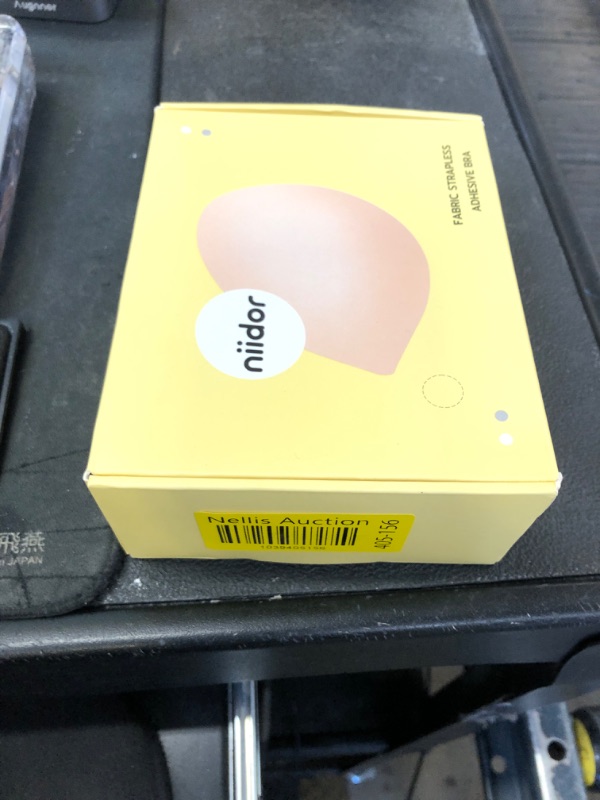 FABRIC STRAPLESS
ADHESIVE BRA
niidor
Nellis Auction
405-156
飛燕
JAPAN